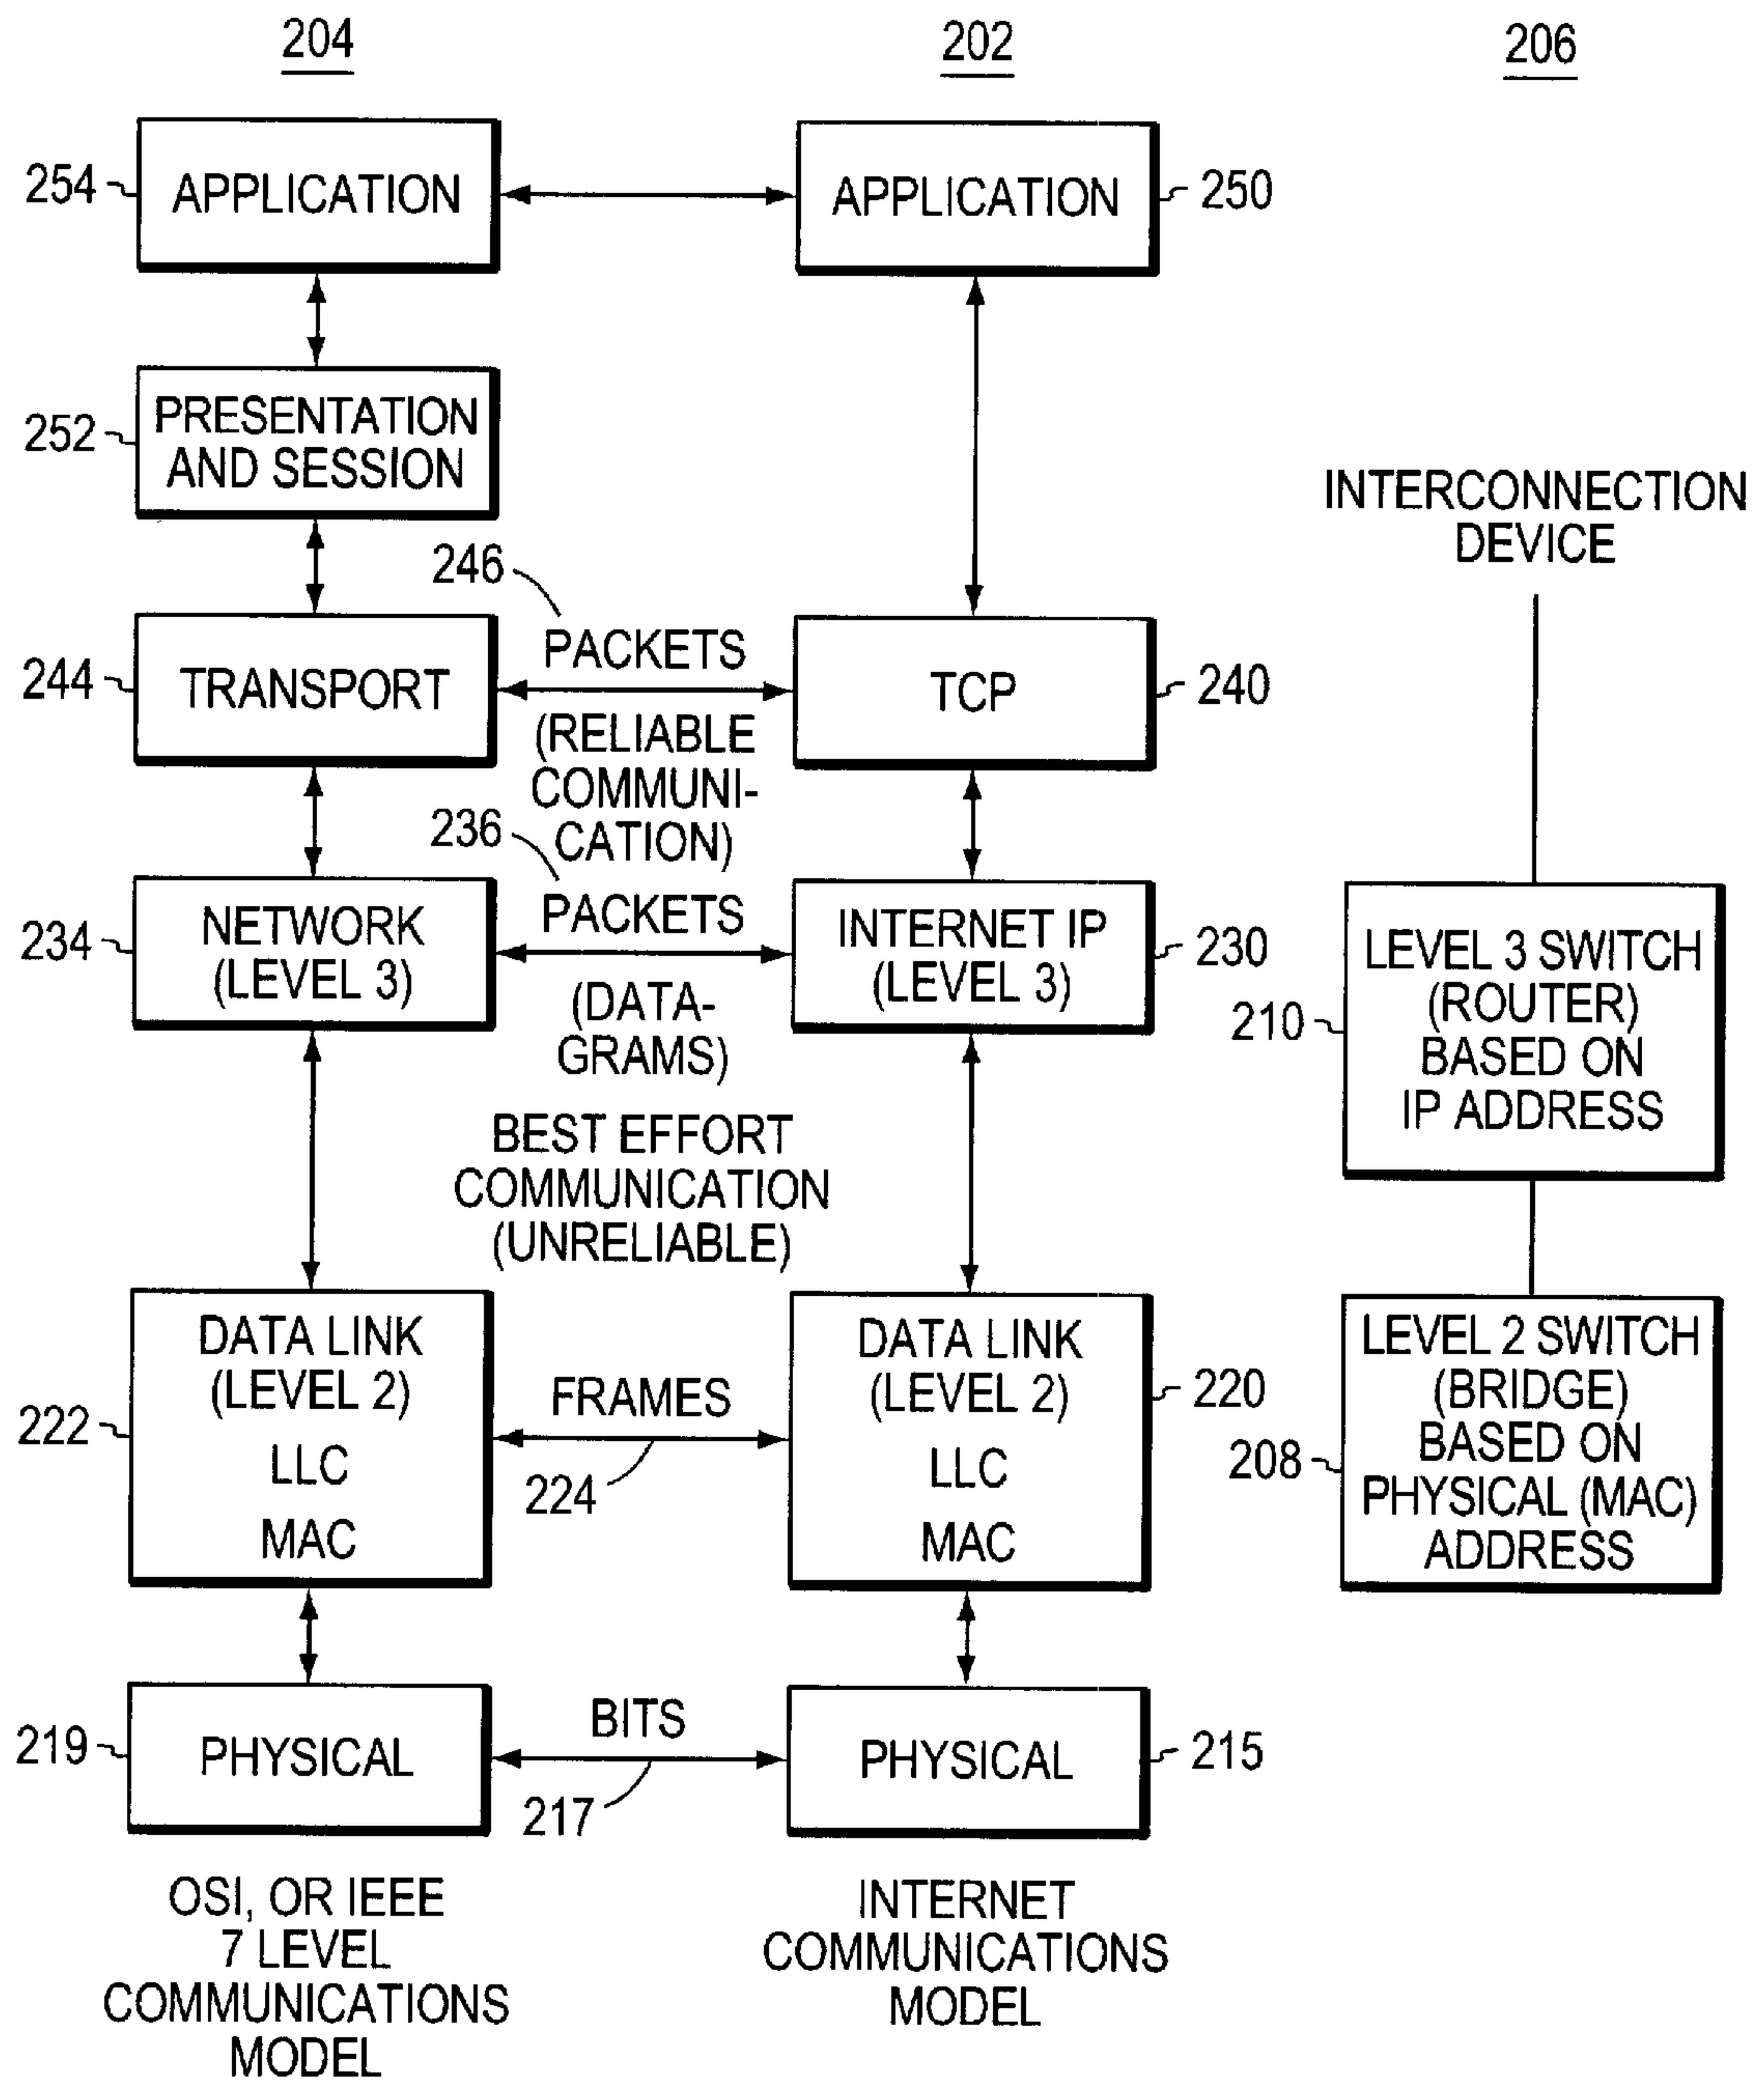 204
202
206
254
APPLICATION
APPLICATION
250
252
PRESENTATION
AND SESSION
INTERCONNECTION
DEVICE
246
PACKETS
244
TRANSPORT
TCP
240
(RELIABLE
COMMUNI-
CATION)
236
PACKETS
234
NETWORK
(LEVEL 3)
INTERNET IP
(LEVEL 3)
230
(DATA-
GRAMS)
210
LEVEL 3 SWITCH
(ROUTER)
BASED ON
IP ADDRESS
BEST EFFORT
COMMUNICATION
(UNRELIABLE)
222
DATA LINK
(LEVEL 2)
LLC
MAC
FRAMES
224
DATA LINK
(LEVEL 2)
LLC
MAC
220
208
LEVEL 2 SWITCH
(BRIDGE)
BASED ON
PHYSICAL (MAC)
ADDRESS
219
PHYSICAL
BITS
217
PHYSICAL
215
OSI, OR IEEE
7 LEVEL
COMMUNICATIONS
MODEL
INTERNET
COMMUNICATIONS
MODEL